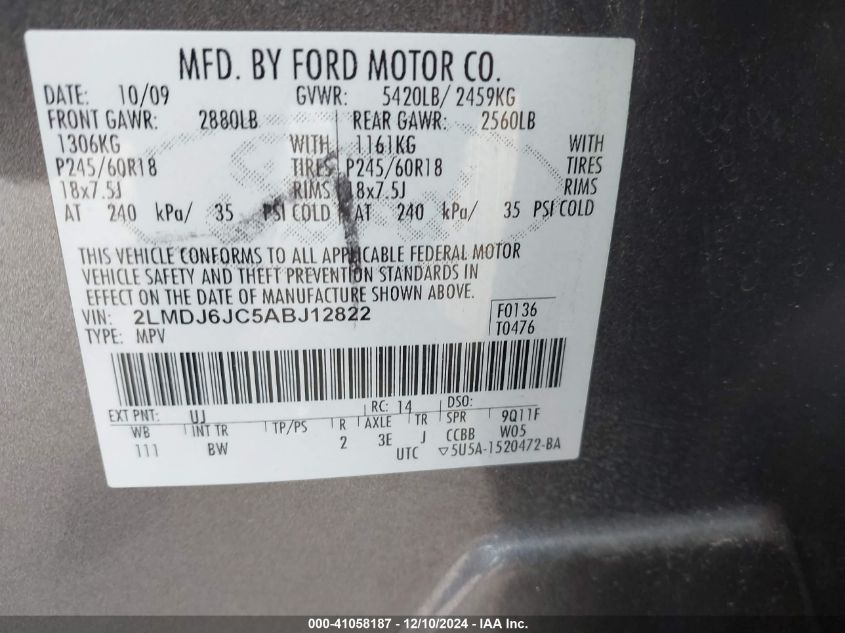 MFD. BY FORD MOTOR CO.
DATE: 10/09 GVWR: 5420LB/ 2459KG
FRONT GAWR: 2880LB REAR GAWR: 2560LB
1306KG WITH 1161KG WITH
P245/60R18 TIRES P245/60R18 TIRES
18x7.5J RIMS 18x7.5J RIMS
AT 240 kPa/ 35 PSI COLD AT 240 kPa/ 35 PSI COLD
THIS VEHICLE CONFORMS TO ALL APPLICABLE FEDERAL MOTOR
VEHICLE SAFETY AND THEFT PREVENTION STANDARDS IN
EFFECT ON THE DATE OF MANUFACTURE SHOWN ABOVE.
VIN: 2LMDJ6JC5ABJ12822 F0136
TYPE: MPV T0476
EXT PNT: UJ RC: 14 DSO:
WB INT TR TP/PS R AXLE TR SPR 9Q11F
111 BW 2 3E J CCBB W05
UTC ▽5U5A-1520472-BA
000-41058187 - 12/10/2024 - IAA Inc.